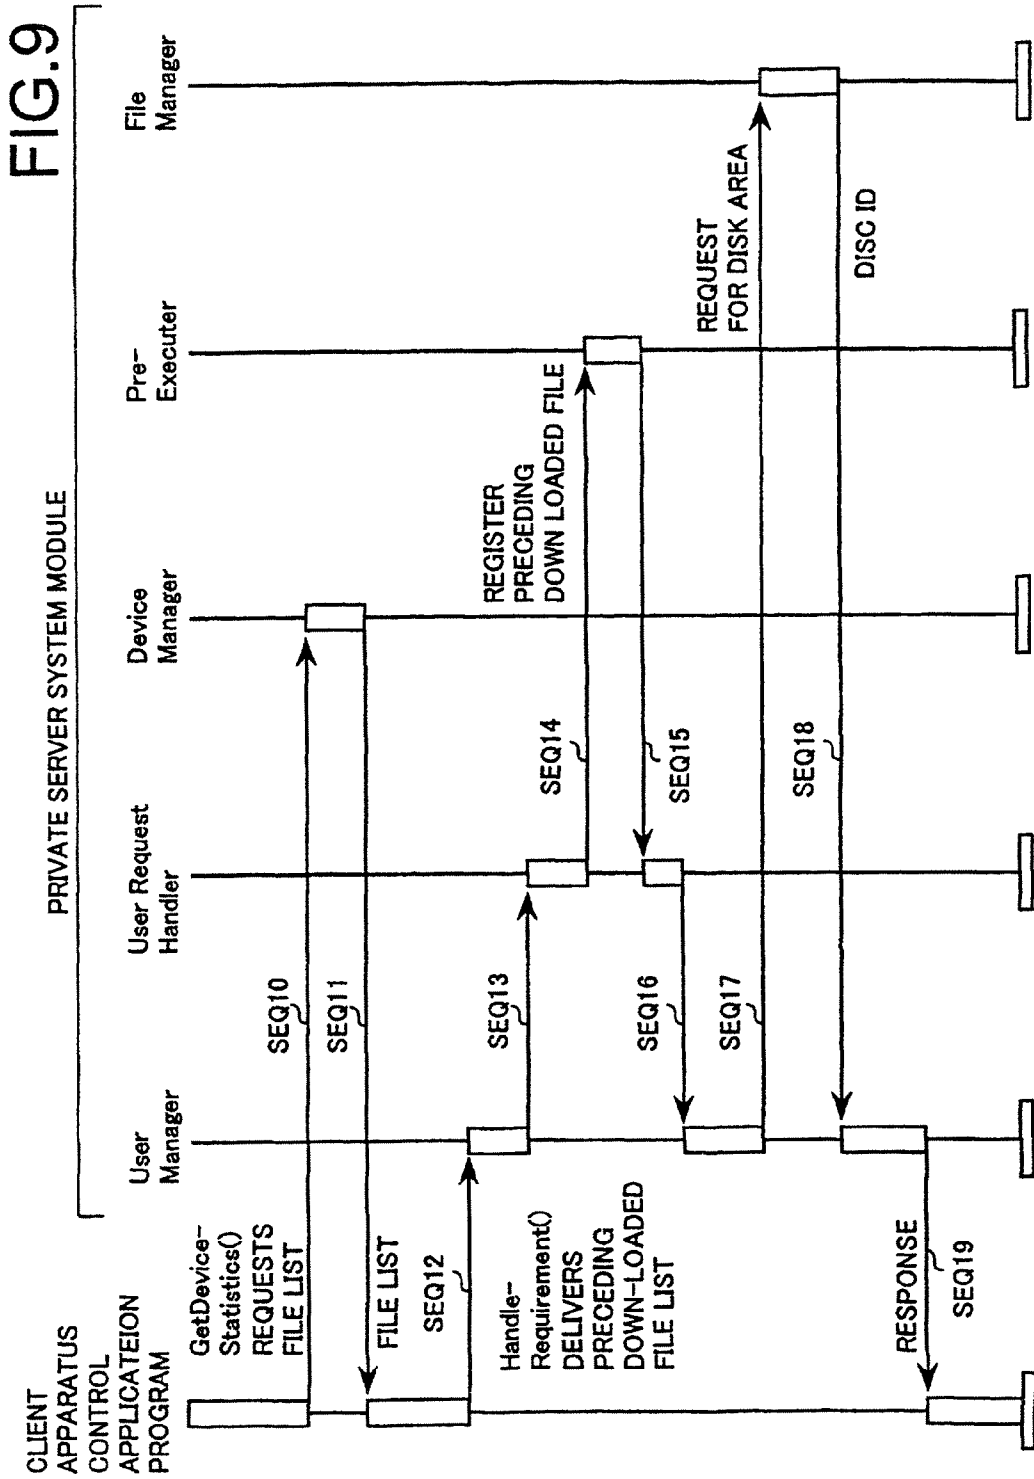 FIG.9
PRIVATE SERVER SYSTEM MODULE
CLIENT
APPARATUS
CONTROL
APPLICATEION
PROGRAM
User
Manager
User Request
Handler
Device
Manager
Pre-
Executer
File
Manager
GetDevice-
Statistics()
REQUESTS
FILE LIST
SEQ10
SEQ11
FILE LIST
SEQ12
Handle-
Requirement()
DELIVERS
PRECEDING
DOWN-LOADED
FILE LIST
SEQ13
REGISTER
PRECEDING
DOWN LOADED FILE
SEQ14
SEQ15
SEQ16
SEQ17
REQUEST
FOR DISK AREA
SEQ18
DISC ID
RESPONSE
SEQ19